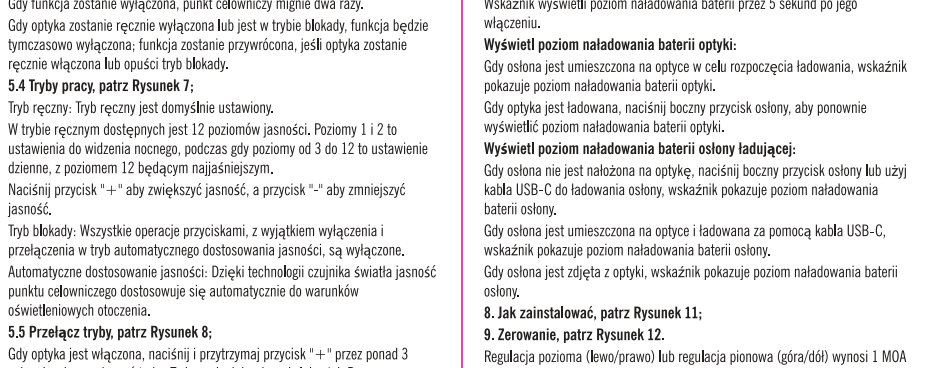 Gdy funkcja zostanie wyłączona, punkt celowniczy mignie dwa razy.
Gdy optyka zostanie ręcznie wyłączona lub jest w trybie blokady, funkcja będzie
tymczasowo wyłączona; funkcja zostanie przywrócona, jeśli optyka zostanie
ręcznie włączona lub opuści tryb blokady.
5.4 Tryby pracy, patrz Rysunek 7;
Tryb ręczny: Tryb ręczny jest domyślnie ustawiony.
W trybie ręcznym dostępnych jest 12 poziomów jasności. Poziomy 1 i 2 to
ustawienia do widzenia nocnego, podczas gdy poziomy od 3 do 12 to ustawienie
dzienne, z poziomem 12 będącym najjaśniejszym.
Naciśnij przycisk "+" aby zwiększyć jasność, a przycisk "-" aby zmniejszyć
jasność.
Tryb blokady: Wszystkie operacje przyciskami, z wyjątkiem wyłączenia i
przełączenia w tryb automatycznego dostosowania jasności, są wyłączone.
Automatyczne dostosowanie jasności: Dzięki technologii czujnika światła jasność
punktu celowniczego dostosowuje się automatycznie do warunków
oświetleniowych otoczenia.
5.5 Przełącz tryby, patrz Rysunek 8;
Gdy optyka jest włączona, naciśnij i przytrzymaj przycisk "+" przez ponad 3
Wskaźnik wyświetli poziom naładowania baterii przez 5 sekund po jego
włączeniu.
Wyświetl poziom naładowania baterii optyki:
Gdy osłona jest umieszczona na optyce w celu rozpoczęcia ładowania, wskaźnik
pokazuje poziom naładowania baterii optyki.
Gdy optyka jest ładowana, naciśnij boczny przycisk osłony, aby ponownie
wyświetlić poziom naładowania baterii optyki.
Wyświetl poziom naładowania baterii osłony ładującej:
Gdy osłona nie jest nałożona na optykę, naciśnij boczny przycisk osłony lub użyj
kabla USB-C do ładowania osłony, wskaźnik pokazuje poziom naładowania
baterii osłony.
Gdy osłona jest umieszczona na optyce i ładowana za pomocą kabla USB-C,
wskaźnik pokazuje poziom naładowania baterii osłony.
Gdy osłona jest zdjęta z optyki, wskaźnik pokazuje poziom naładowania baterii
osłony.
8. Jak zainstalować, patrz Rysunek 11;
9. Zerowanie, patrz Rysunek 12.
Regulacja pozioma (lewo/prawo) lub regulacja pionowa (góra/dół) wynosi 1 MOA